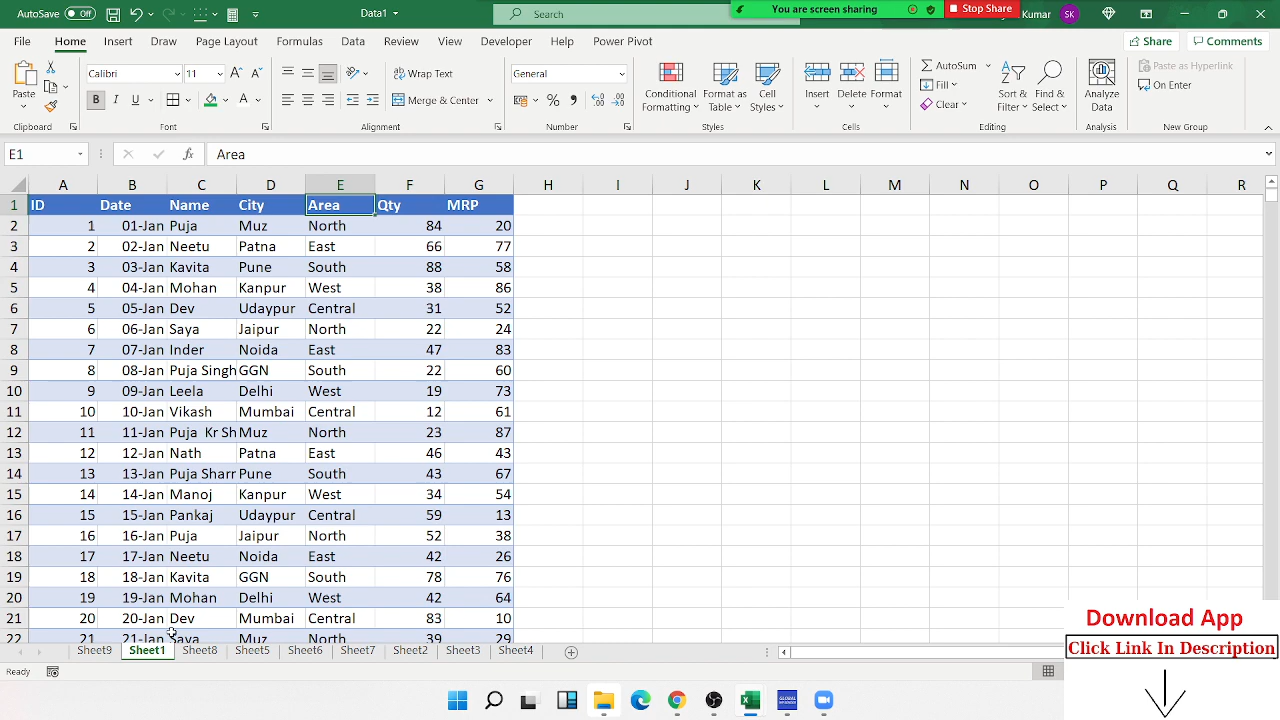 AutoSave Off Data1 Search You are screen sharing Stop Share Kumar SK
File Home Insert Draw Page Layout Formulas Data Review View Developer Help Power Pivot Share Comments
Paste Calibri 11 Wrap Text General Conditional Formatting Format as Table Cell Styles Insert Delete Format AutoSum Fill Clear Sort & Filter Find & Select Analyze Data Paste as Hyperlink On Enter
B I U A Merge & Center % 9
Clipboard Font Alignment Number Styles Cells Editing Analysis New Group
E1 fx Area
A B C D E F G H I J K L M N O P Q R
1 ID Date Name City Area Qty MRP
2 1 01-Jan Puja Muz North 84 20
3 2 02-Jan Neetu Patna East 66 77
4 3 03-Jan Kavita Pune South 88 58
5 4 04-Jan Mohan Kanpur West 38 86
6 5 05-Jan Dev Udaypur Central 31 52
7 6 06-Jan Saya Jaipur North 22 24
8 7 07-Jan Inder Noida East 47 83
9 8 08-Jan Puja Singh GGN South 22 60
10 9 09-Jan Leela Delhi West 19 73
11 10 10-Jan Vikash Mumbai Central 12 61
12 11 11-Jan Puja Kr Sh Muz North 23 87
13 12 12-Jan Nath Patna East 46 43
14 13 13-Jan Puja Sharr Pune South 43 67
15 14 14-Jan Manoj Kanpur West 34 54
16 15 15-Jan Pankaj Udaypur Central 59 13
17 16 16-Jan Puja Jaipur North 52 38
18 17 17-Jan Neetu Noida East 42 26
19 18 18-Jan Kavita GGN South 78 76
20 19 19-Jan Mohan Delhi West 42 64
21 20 20-Jan Dev Mumbai Central 83 10
22 21 21-Jan Saya Muz North 39 29
Sheet9 Sheet1 Sheet8 Sheet5 Sheet6 Sheet7 Sheet2 Sheet3 Sheet4
Ready
Download App
Click Link In Description